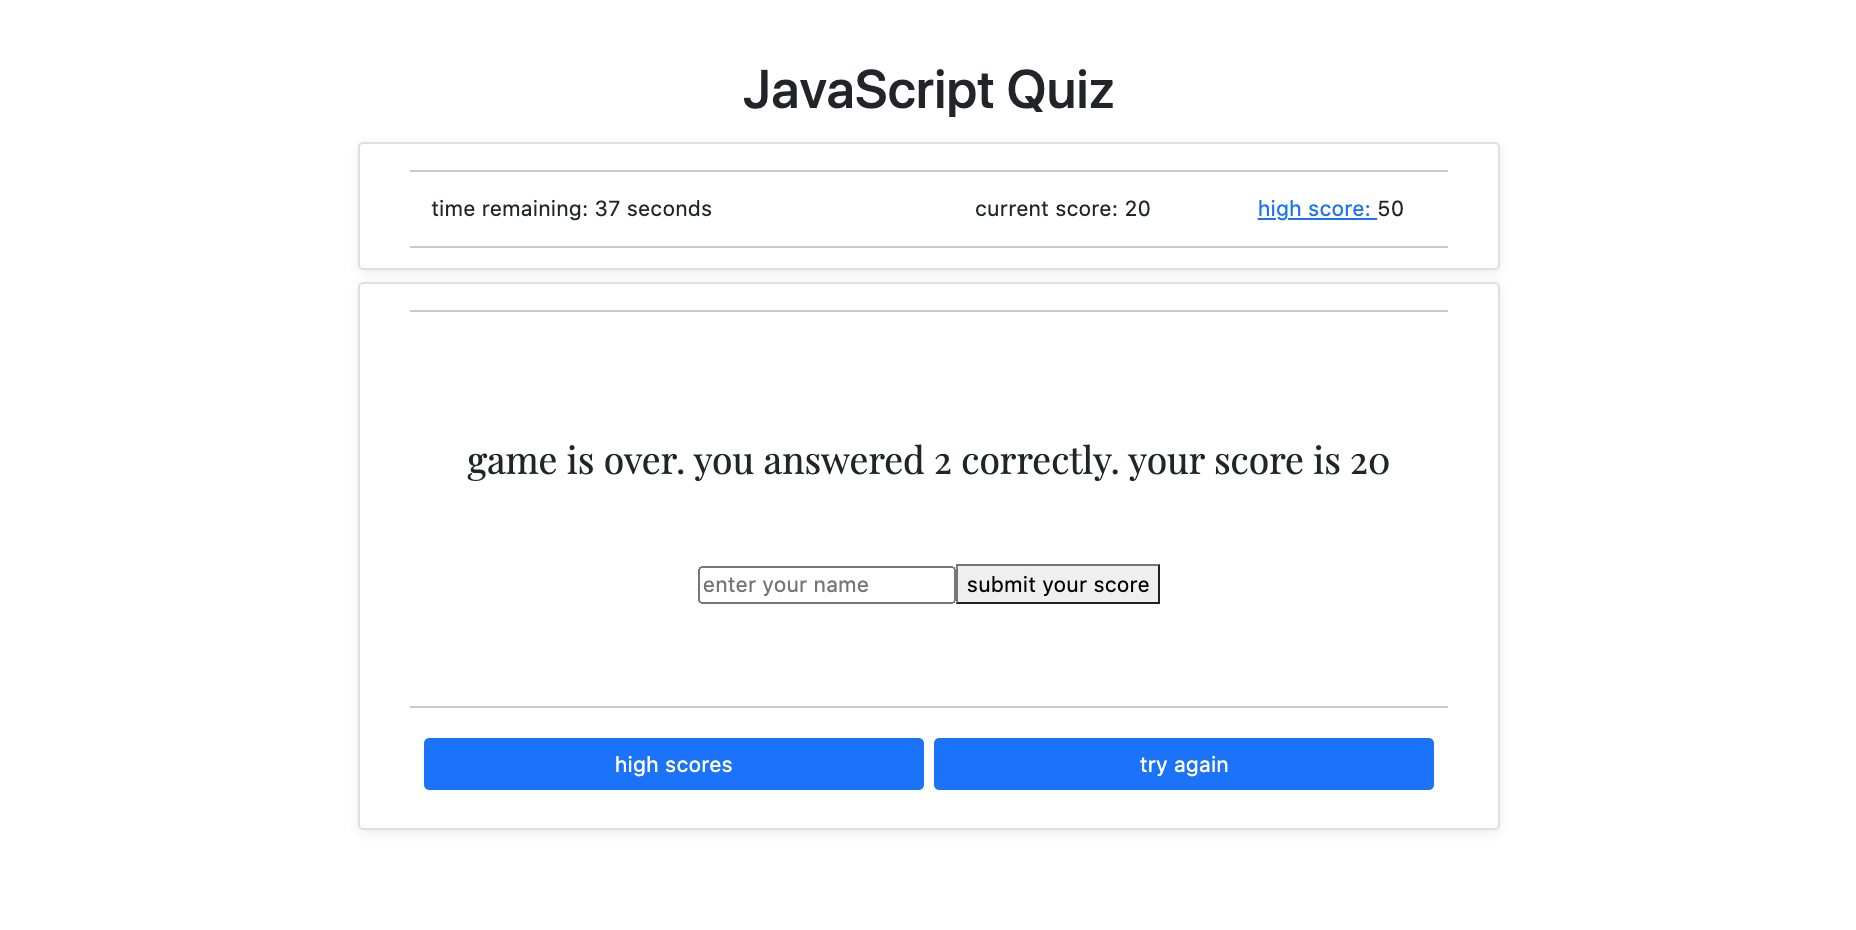 JavaScript Quiz
time remaining: 37 seconds current score: 20 high score: 50
game is over. you answered 2 correctly. your score is 20
enter your name submit your score
high scores try again